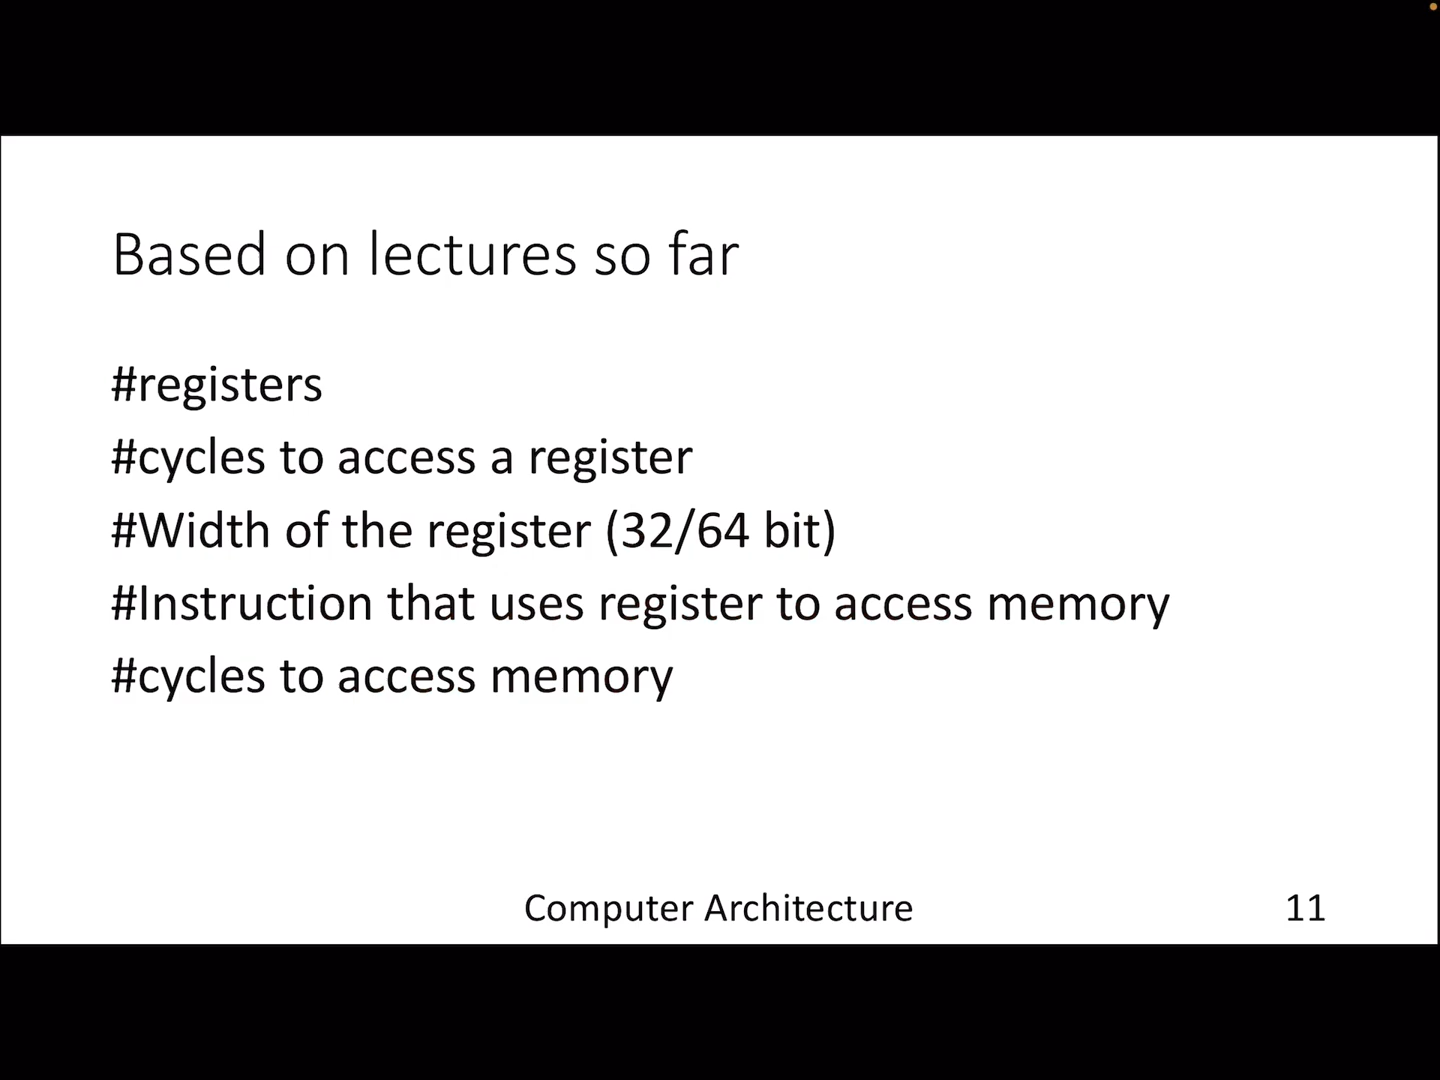 Based on lectures so far
#registers
#cycles to access a register
#Width of the register (32/64 bit)
#Instruction that uses register to access memory
#cycles to access memory
Computer Architecture
11